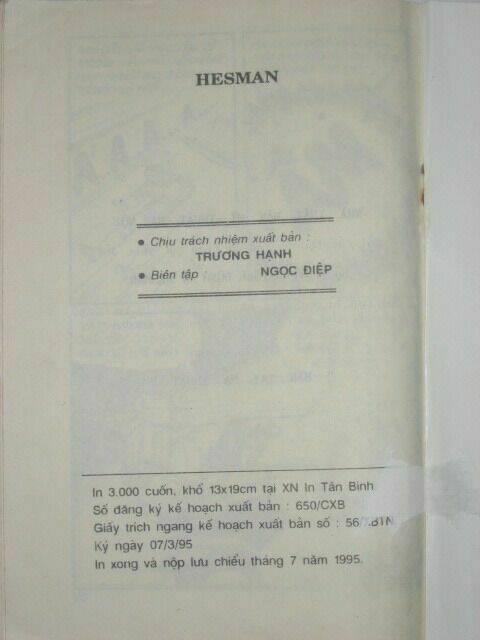 HESMAN
● Chịu trách nhiệm xuất bản :
TRƯƠNG HẠNH
● Biên tập NGỌC ĐIỆP
In 3.000 cuốn, khổ 13x19cm tại XN In Tân Bình
Số đăng ký kế hoạch xuất bản : 650/CXB
Giấy trích ngang kế hoạch xuất bản số :
Ký ngày 07/3/95
In xong và nộp lưu chiểu tháng 7 năm 1995.